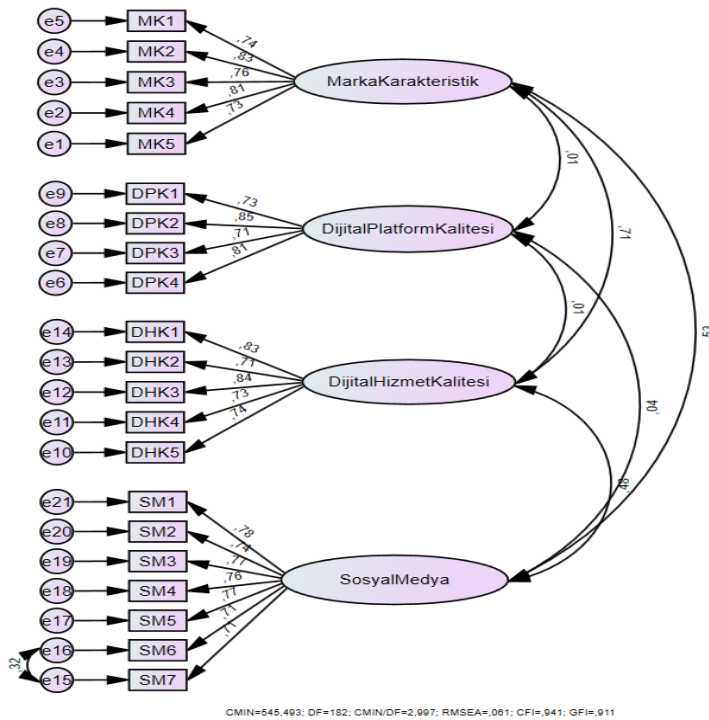 e5 MK1 ,74
e4 MK2 ,83
e3 MK3 ,76 MarkaKarakteristik
e2 MK4 ,81
e1 MK5 ,73
,01
e9 DPK1 ,73
e8 DPK2 ,85 DijitalPlatformKalitesi
e7 DPK3 ,71 ,71
e6 DPK4 ,81
,01 ,53
e14 DHK1 ,83
e13 DHK2 ,71
e12 DHK3 ,84 DijitalHizmetKalitesi
e11 DHK4 ,73 ,04
e10 DHK5 ,74
,48
e21 SM1 ,78
e20 SM2 ,74
e19 SM3 ,77 SosyalMedya
e18 SM4 ,76
e17 SM5 ,77
e16 SM6 ,71
,32
e15 SM7 ,71
CMIN=545,493; DF=182; CMIN/DF=2,997; RMSEA=,061; CFI=,941; GFI=,911